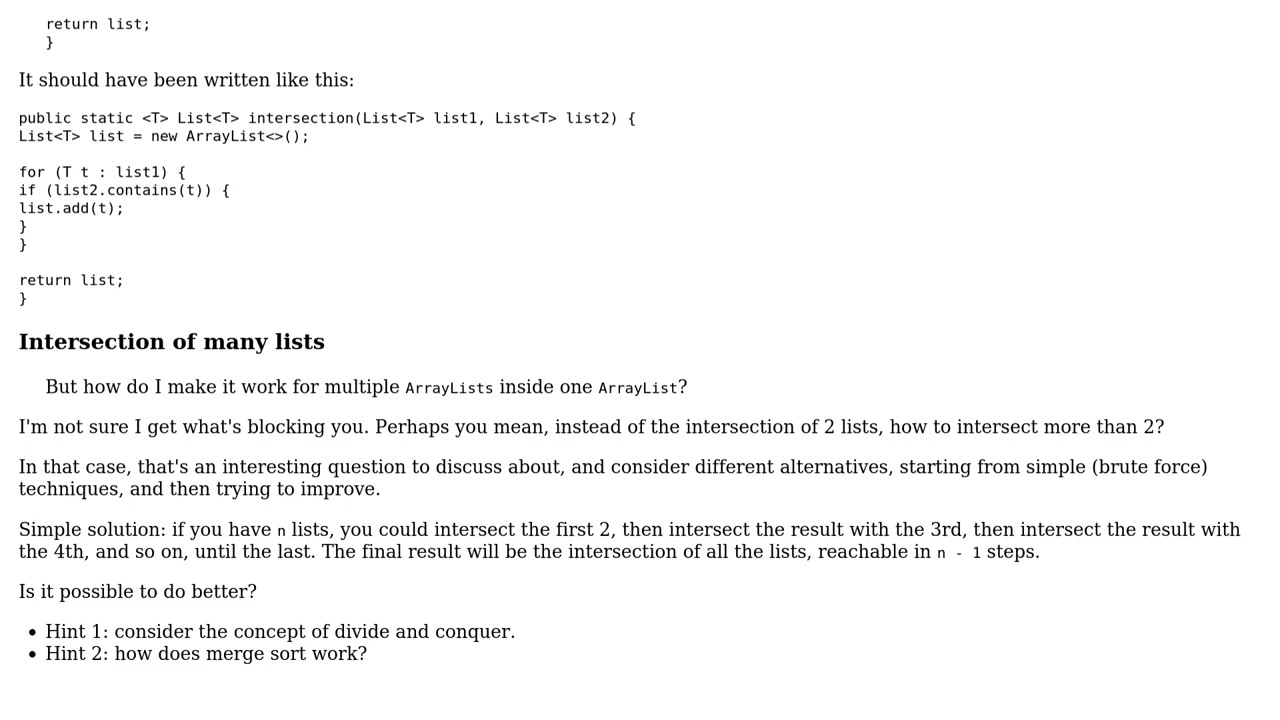 return list;
}
It should have been written like this:
public static <T> List<T> intersection(List<T> list1, List<T> list2) {
List<T> list = new ArrayList<>();
for (T t : list1) {
if (list2.contains(t)) {
list.add(t);
}
}
return list;
}
Intersection of many lists
But how do I make it work for multiple ArrayLists inside one ArrayList?
I'm not sure I get what's blocking you. Perhaps you mean, instead of the intersection of 2 lists, how to intersect more than 2?
In that case, that's an interesting question to discuss about, and consider different alternatives, starting from simple (brute force)
techniques, and then trying to improve.
Simple solution: if you have n lists, you could intersect the first 2, then intersect the result with the 3rd, then intersect the result with
the 4th, and so on, until the last. The final result will be the intersection of all the lists, reachable in n - 1 steps.
Is it possible to do better?
• Hint 1: consider the concept of divide and conquer.
• Hint 2: how does merge sort work?